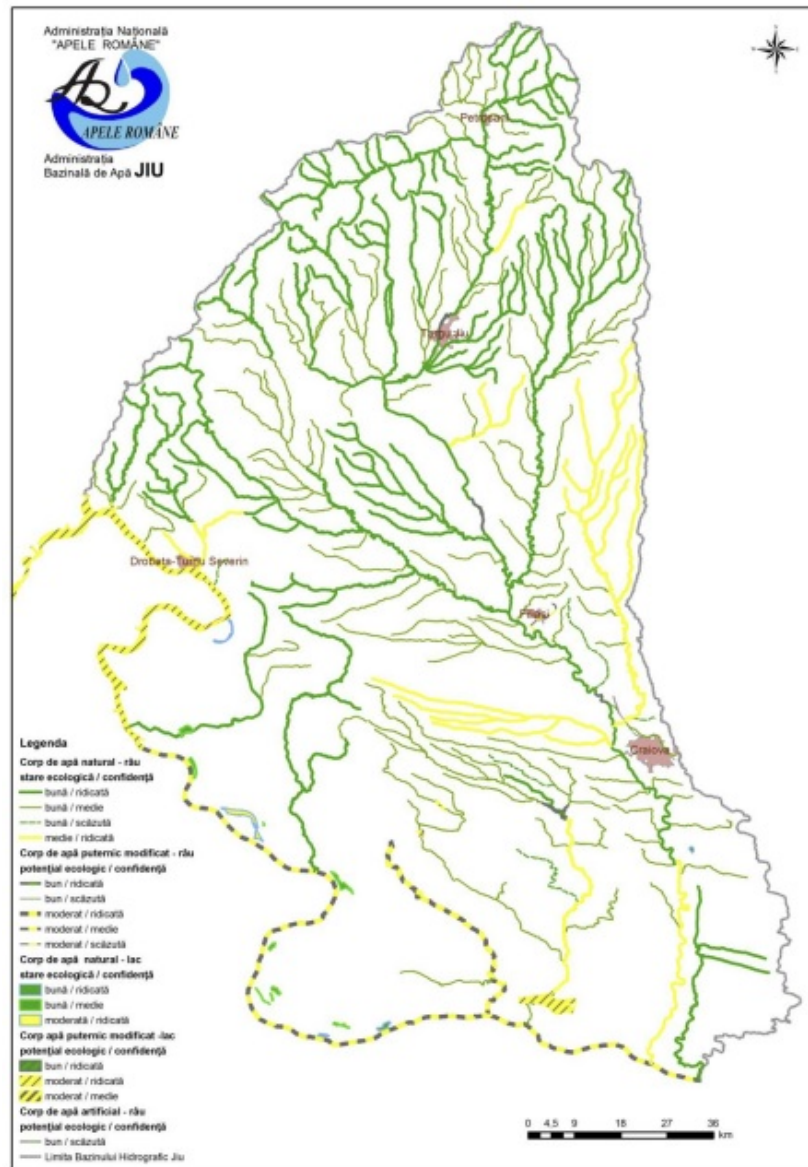 Administrația Națională
"APELE ROMÂNE"
APELE ROMÂNE
Administrația
Bazinală de Apă JIU
Petroșani
Târgu Jiu
Drobeta-Turnu Severin
Filiași
Craiova
Legenda
Corp de apă natural - râu
stare ecologică / confidență
bună / ridicată
bună / medie
bună / scăzută
medie / ridicată
Corp de apă puternic modificat - râu
potențial ecologic / confidență
bun / ridicată
bun / scăzută
moderat / ridicată
moderat / medie
moderat / scăzută
Corp de apă natural - lac
stare ecologică / confidență
bună / ridicată
bună / medie
moderată / ridicată
Corp apă puternic modificat -lac
potențial ecologic / confidență
bun / ridicată
moderat / ridicată
moderat / medie
Corp de apă artificial - râu
potențial ecologic / confidență
bun / scăzută
Limita Bazinului Hidrografic Jiu
0 4,5 9 18 27 36
km